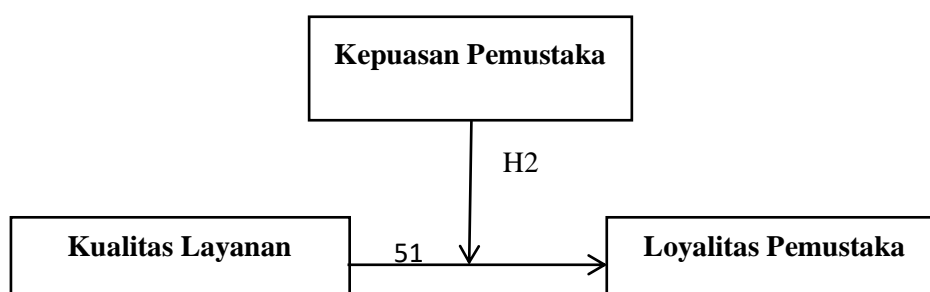 Kepuasan Pemustaka
H2
Kualitas Layanan
51
Loyalitas Pemustaka